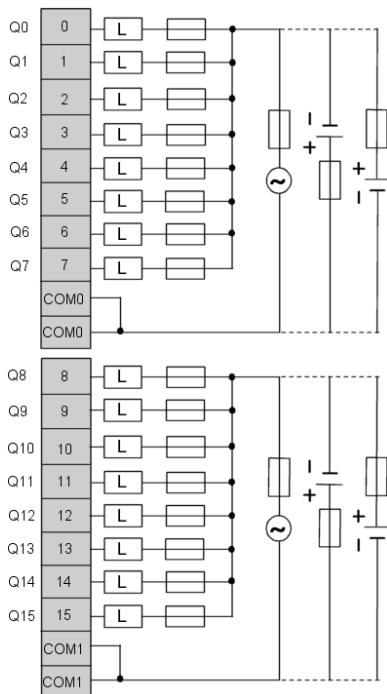 Q0 0 L
Q1 1 L
Q2 2 L
Q3 3 L
Q4 4 L
Q5 5 L
Q6 6 L
Q7 7 L
COM0
COM0
I
+
+
I
~
Q8 8 L
Q9 9 L
Q10 10 L
Q11 11 L
Q12 12 L
Q13 13 L
Q14 14 L
Q15 15 L
COM1
COM1
I
+
+
I
~